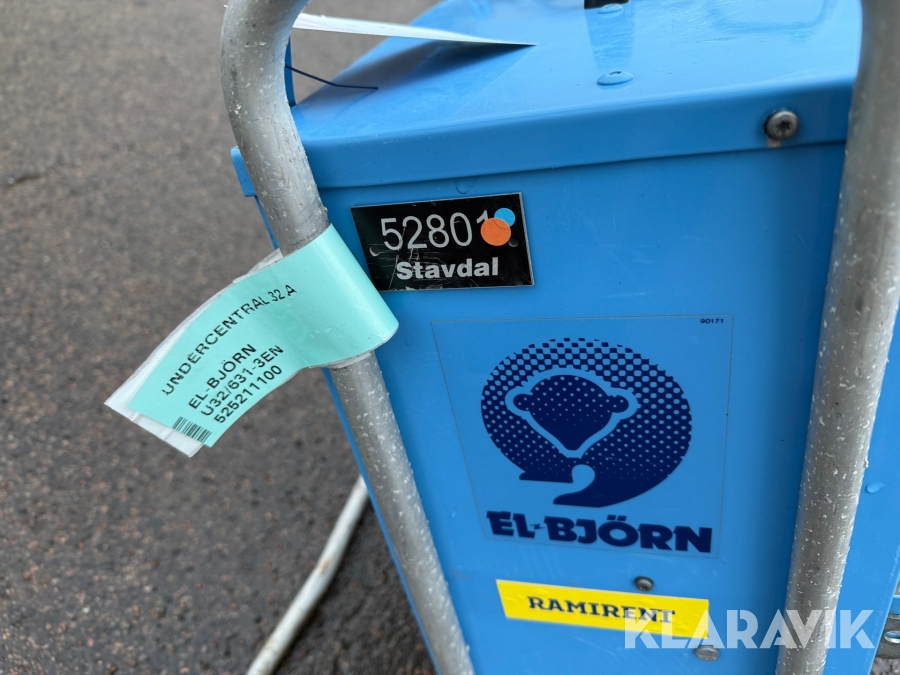 52801
Stavdal
UNDERCENTRAL 32 A
EL-BJÖRN
U32/631-3EN
525211100
90171
EL-BJÖRN
RAMIRENT
KLARAVIK